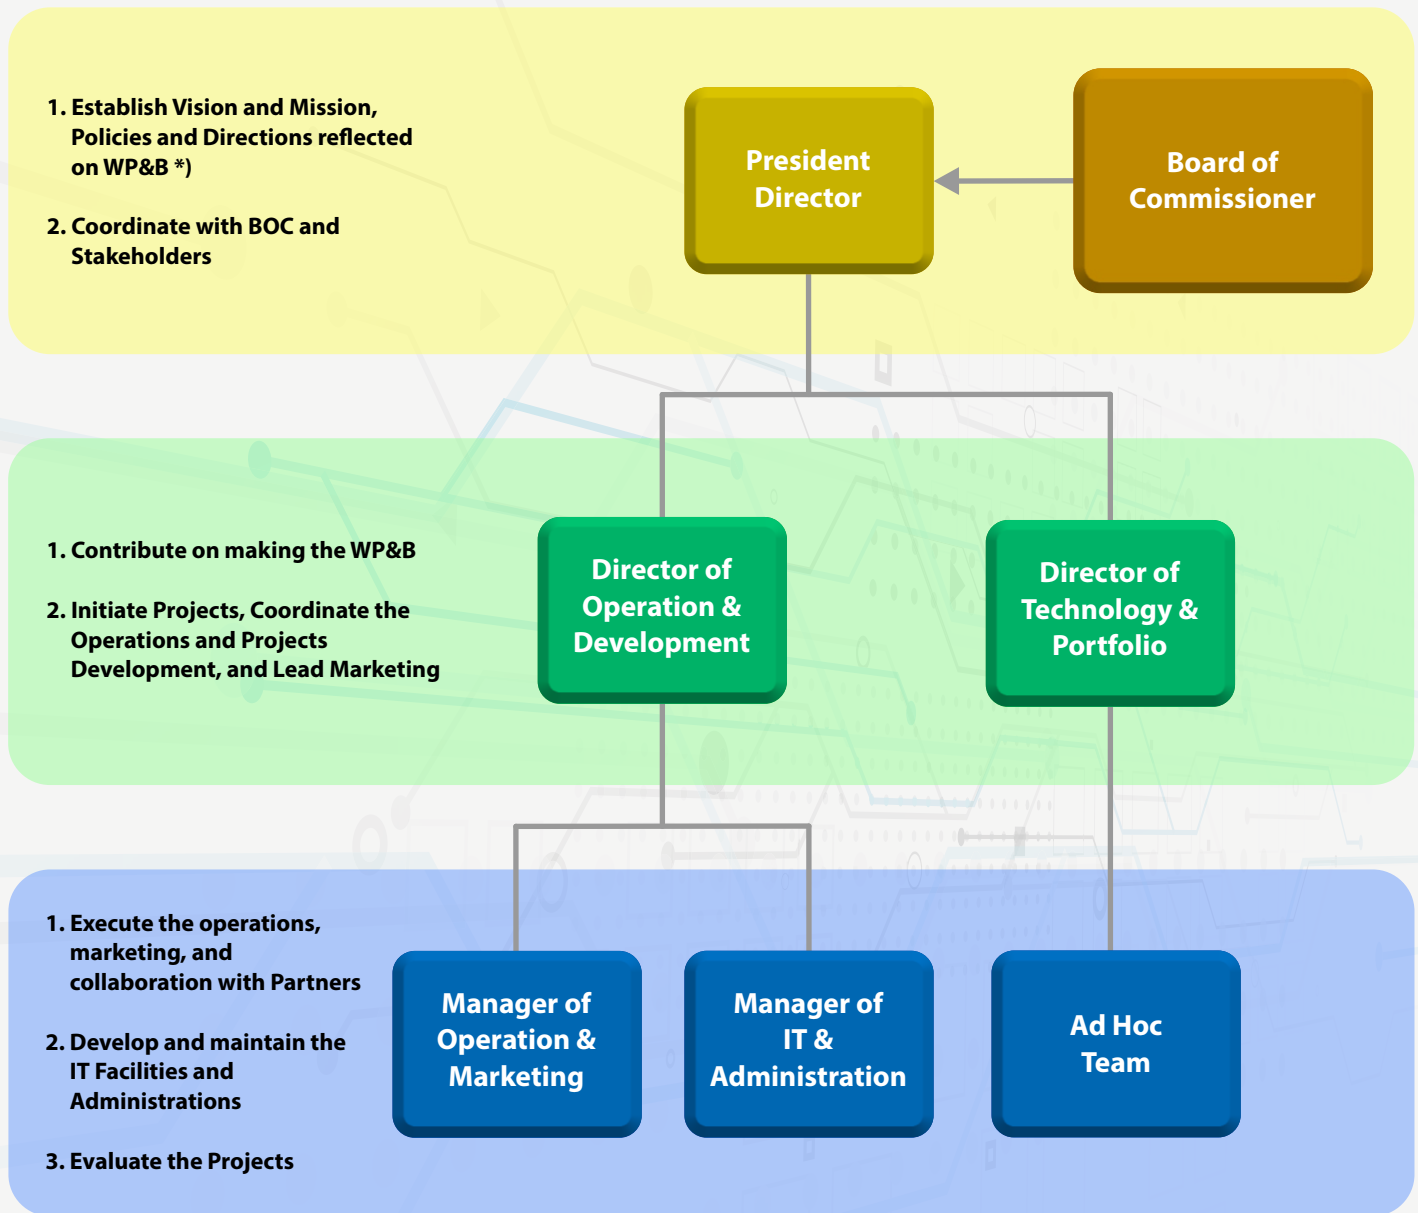 1. Establish Vision and Mission,
Policies and Directions reflected
on WP&B *)
2. Coordinate with BOC and
Stakeholders
President
Director
Board of
Commissioner
1. Contribute on making the WP&B
2. Initiate Projects, Coordinate the
Operations and Projects
Development, and Lead Marketing
Director of
Operation &
Development
Director of
Technology &
Portfolio
1. Execute the operations,
marketing, and
collaboration with Partners
2. Develop and maintain the
IT Facilities and
Administrations
3. Evaluate the Projects
Manager of
Operation &
Marketing
Manager of
IT &
Administration
Ad Hoc
Team